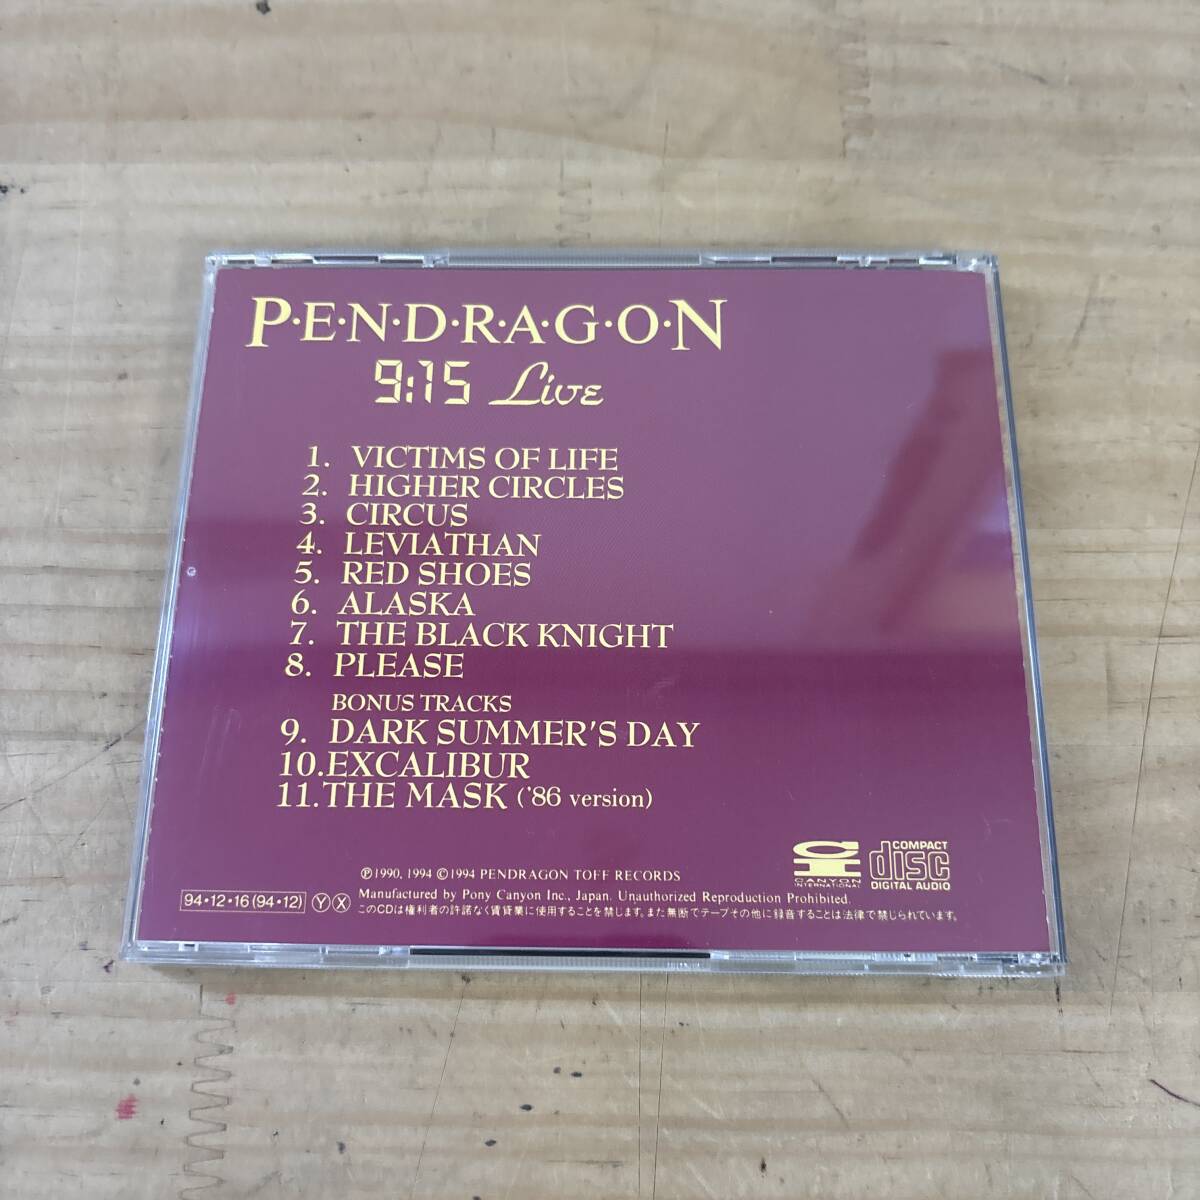 P·E·N·D·R·A·G·O·N
9:15 Live
1. VICTIMS OF LIFE
2. HIGHER CIRCLES
3. CIRCUS
4. LEVIATHAN
5. RED SHOES
6. ALASKA
7. THE BLACK KNIGHT
8. PLEASE
BONUS TRACKS
9. DARK SUMMER'S DAY
10.EXCALIBUR
11.THE MASK ('86 version)
CI
CANYON
INTERNATIONAL
COMPACT
disc
DIGITAL AUDIO
Ⓟ1990, 1994 ©1994 PENDRAGON TOFF RECORDS
94•12•16(94•12) Ⓨ Ⓧ
Manufactured by Pony Canyon Inc., Japan. Unauthorized Reproduction Prohibited.
このCDは権利者の許諾なく賃貸業に使用することを禁じます。また無断でテープその他に録音することは法律で禁じられています。